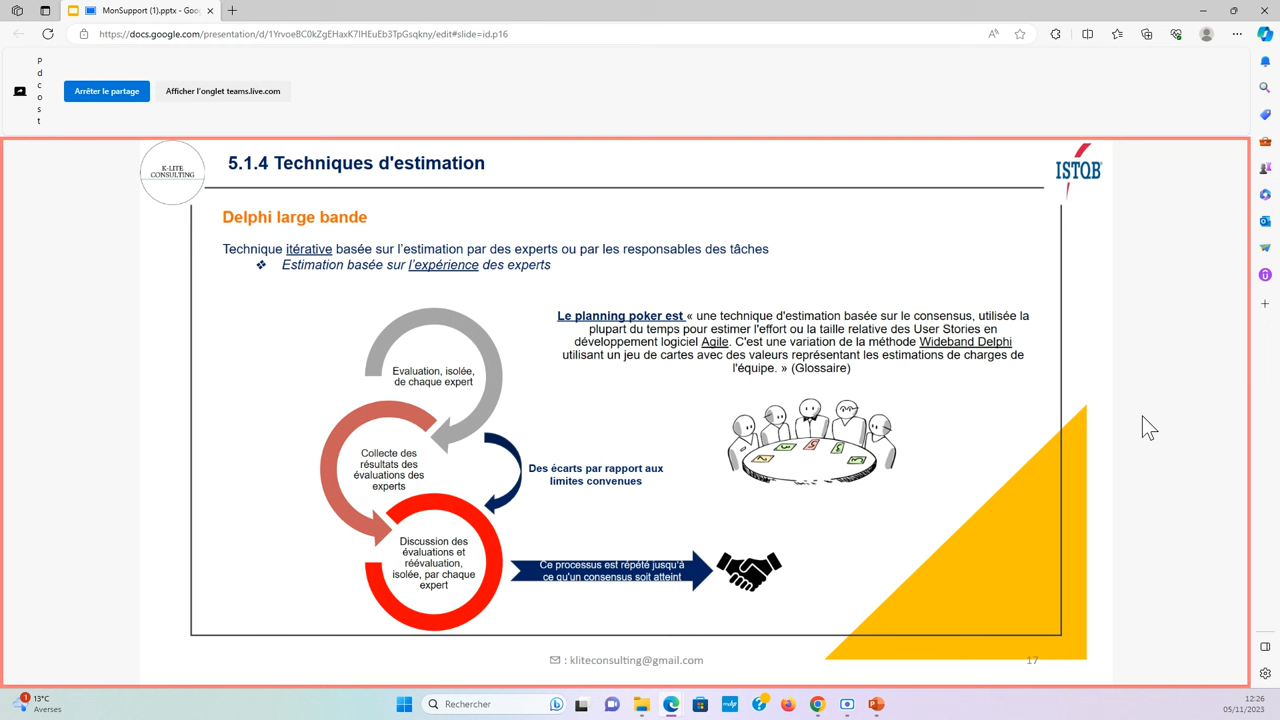 MonSupport (1).pptx - Goo
https://docs.google.com/presentation/d/1YrvoeBC0kZgEHaxK7IHEuEb3TpGsqkny/edit#slide=id.p16
P
d
c
o
s
t
Arrêter le partage
Afficher l'onglet teams.live.com
K-LITE
CONSULTING
5.1.4 Techniques d'estimation
ISTQB®
Delphi large bande
Technique itérative basée sur l'estimation par des experts ou par les responsables des tâches
❖ Estimation basée sur l'expérience des experts
Le planning poker est « une technique d'estimation basée sur le consensus, utilisée la
plupart du temps pour estimer l'effort ou la taille relative des User Stories en
développement logiciel Agile. C'est une variation de la méthode Wideband Delphi
utilisant un jeu de cartes avec des valeurs représentant les estimations de charges de
l'équipe. » (Glossaire)
Evaluation, isolée,
de chaque expert
Collecte des
résultats des
évaluations des
experts
Des écarts par rapport aux
limites convenues
Discussion des
évaluations et
réévaluation,
isolée, par chaque
expert
Ce processus est répété jusqu'à
ce qu'un consensus soit atteint
: kliteconsulting@gmail.com
17
1
13°C
Averses
Rechercher
12:26
05/11/2023